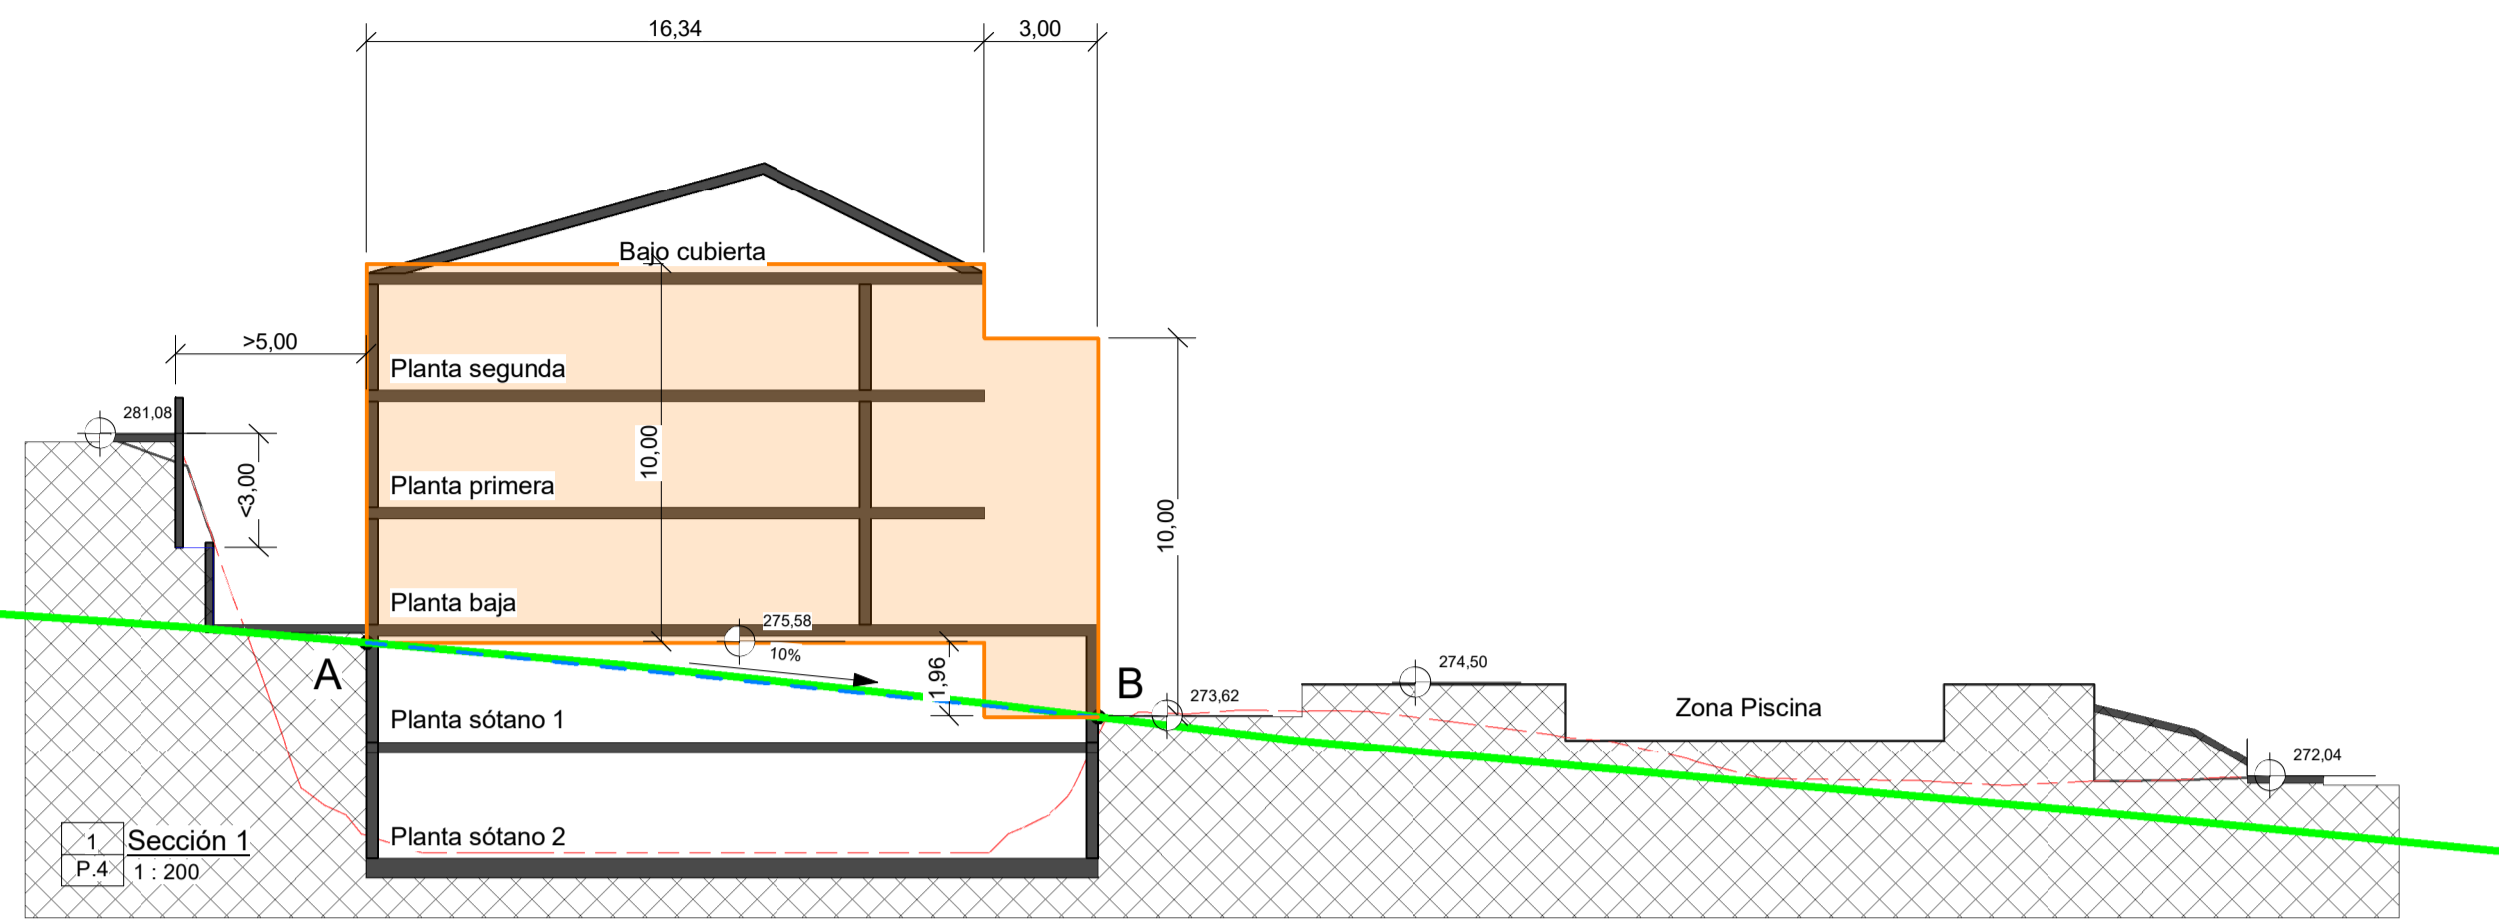 16,34
3,00
Bajo cubierta
>5,00
Planta segunda
281,08
<3,00
10,00
Planta primera
10,00
Planta baja
275,58
10%
A
1,96
B
274,50
273,62
Zona Piscina
Planta sótano 1
272,04
Planta sótano 2
1
Sección 1
P.4
1 : 200